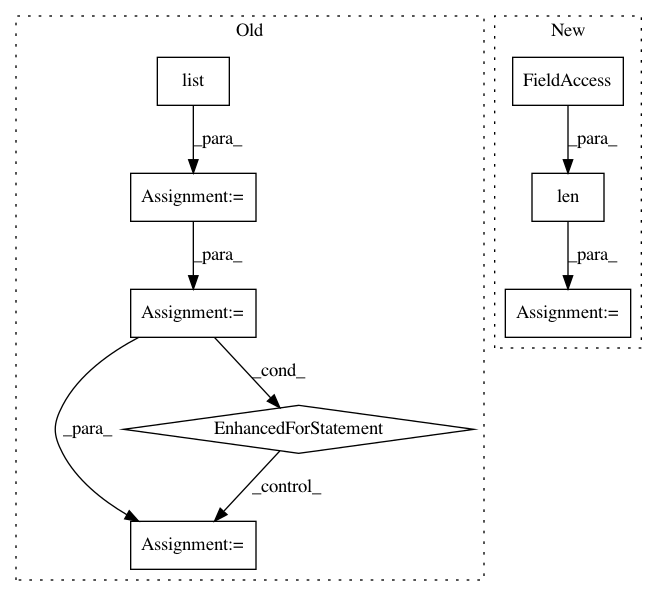 Old
New
list
FieldAccess
_para_
_para_
Assignment:=
len
_para_
_para_
Assignment:=
Assignment:=
_cond_
_para_
EnhancedForStatement
_control_
Assignment:=